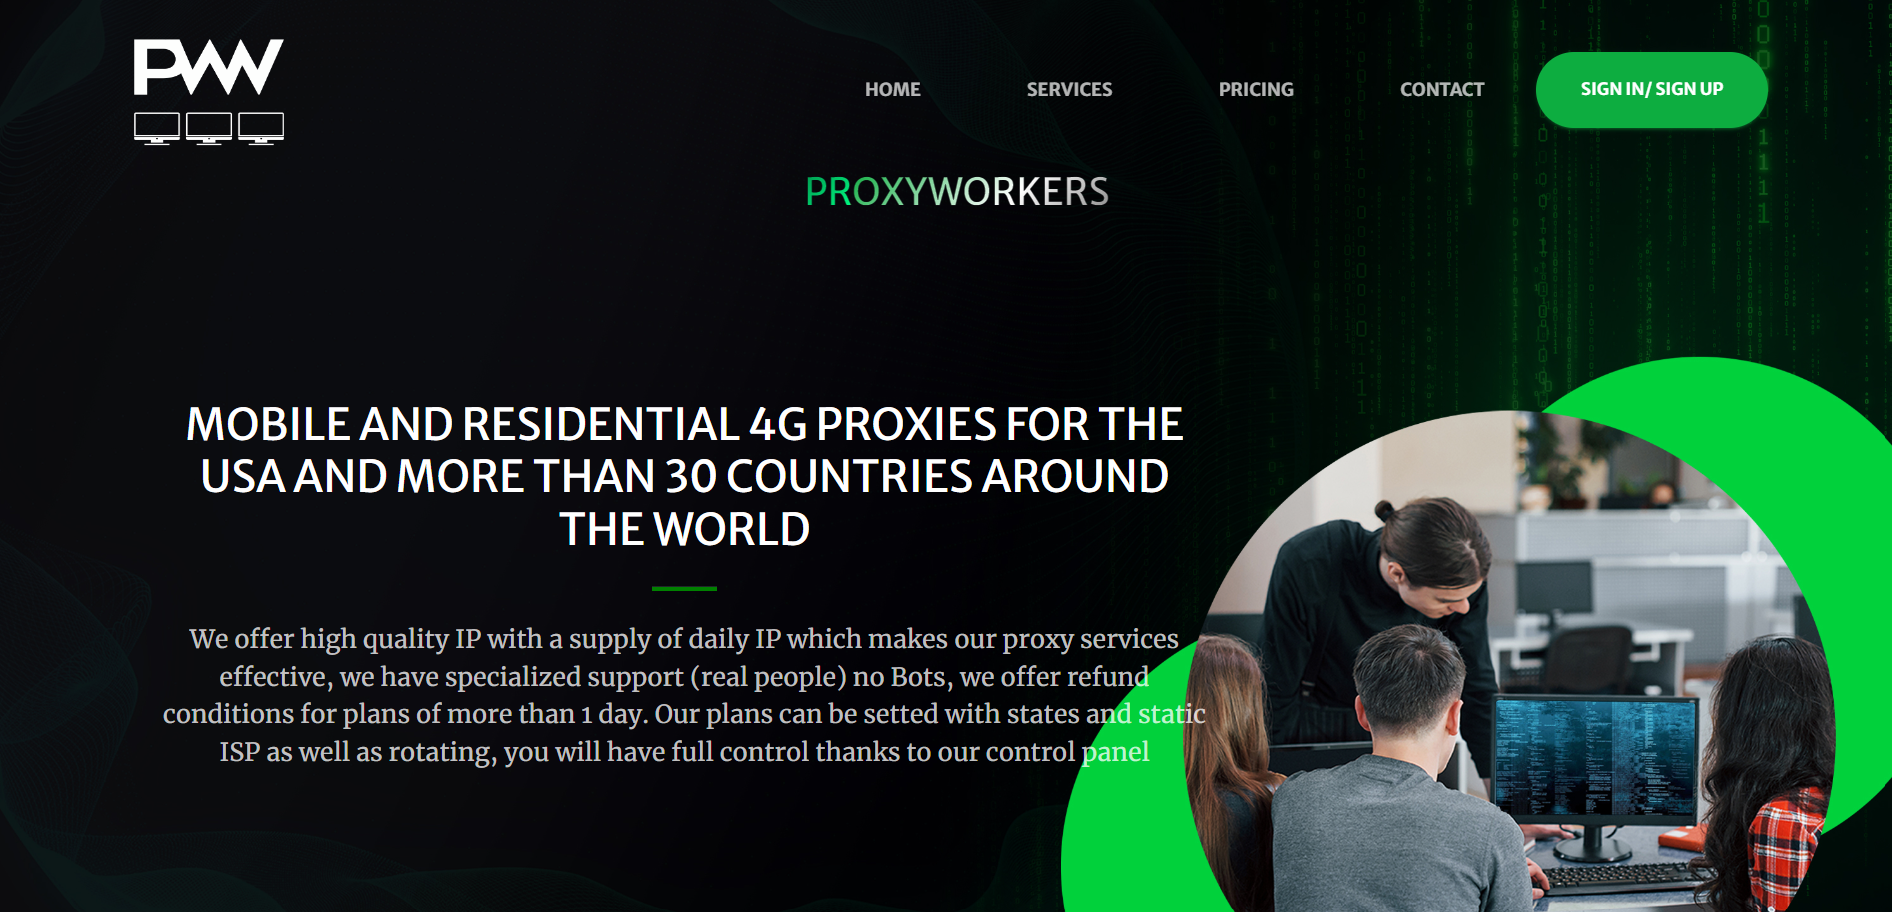 PW
HOME
SERVICES
PRICING
CONTACT
SIGN IN/ SIGN UP
PROXYWORKERS
MOBILE AND RESIDENTIAL 4G PROXIES FOR THE
USA AND MORE THAN 30 COUNTRIES AROUND
THE WORLD
We offer high quality IP with a supply of daily IP which makes our proxy services
effective, we have specialized support (real people) no Bots, we offer refund
conditions for plans of more than 1 day. Our plans can be setted with states and static
ISP as well as rotating, you will have full control thanks to our control panel